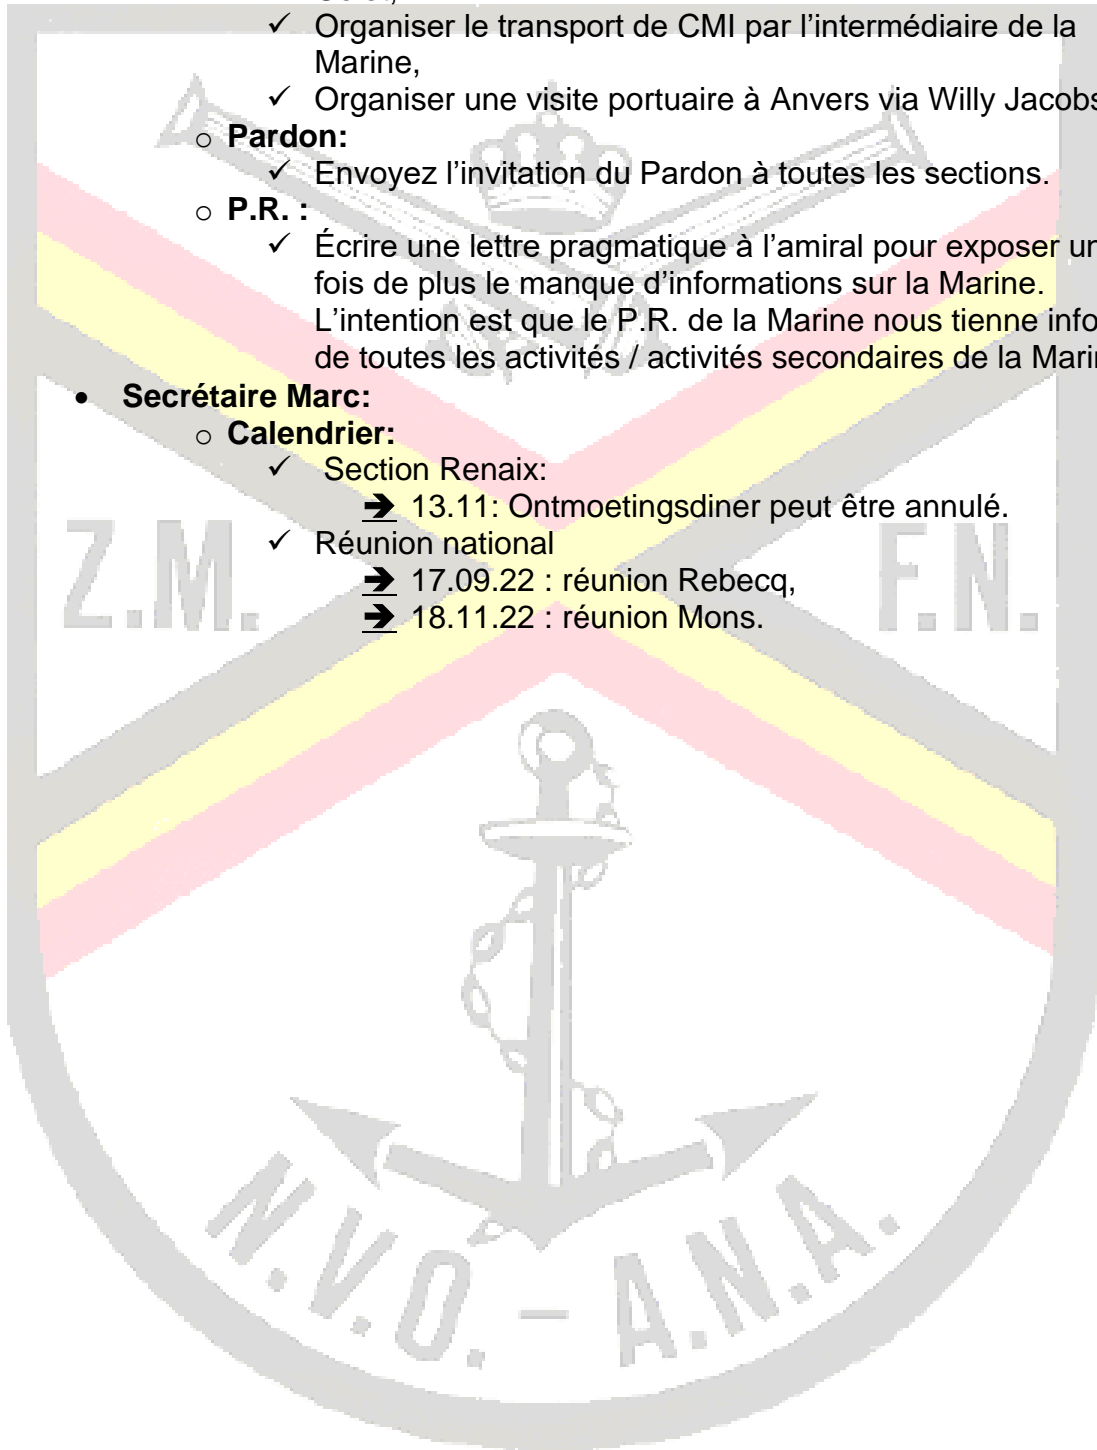 ✓ Organiser le transport de CMI par l’intermédiaire de la
Marine,
✓ Organiser une visite portuaire à Anvers via Willy Jacobs
o Pardon:
✓ Envoyez l’invitation du Pardon à toutes les sections.
o P.R. :
✓ Écrire une lettre pragmatique à l’amiral pour exposer
fois de plus le manque d’informations sur la Marine.
L’intention est que le P.R. de la Marine nous tienne
de toutes les activités / activités secondaires de la
• Secrétaire Marc:
o Calendrier:
✓ Section Renaix:
➔ 13.11: Ontmoetingsdiner peut être annulé.
✓ Réunion national
➔ 17.09.22 : réunion Rebecq,
➔ 18.11.22 : réunion Mons.
Z.M. F.N.
N.V.O. – A.N.A.